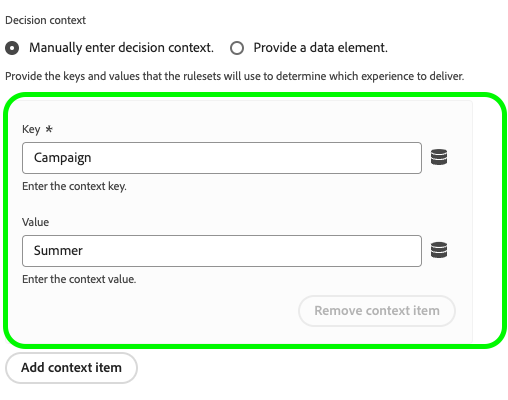 Decision context
Manually enter decision context. Provide a data element.
Provide the keys and values that the rulesets will use to determine which experience to deliver.
Key *
Campaign
Enter the context key.
Value
Summer
Enter the context value.
Remove context item
Add context item